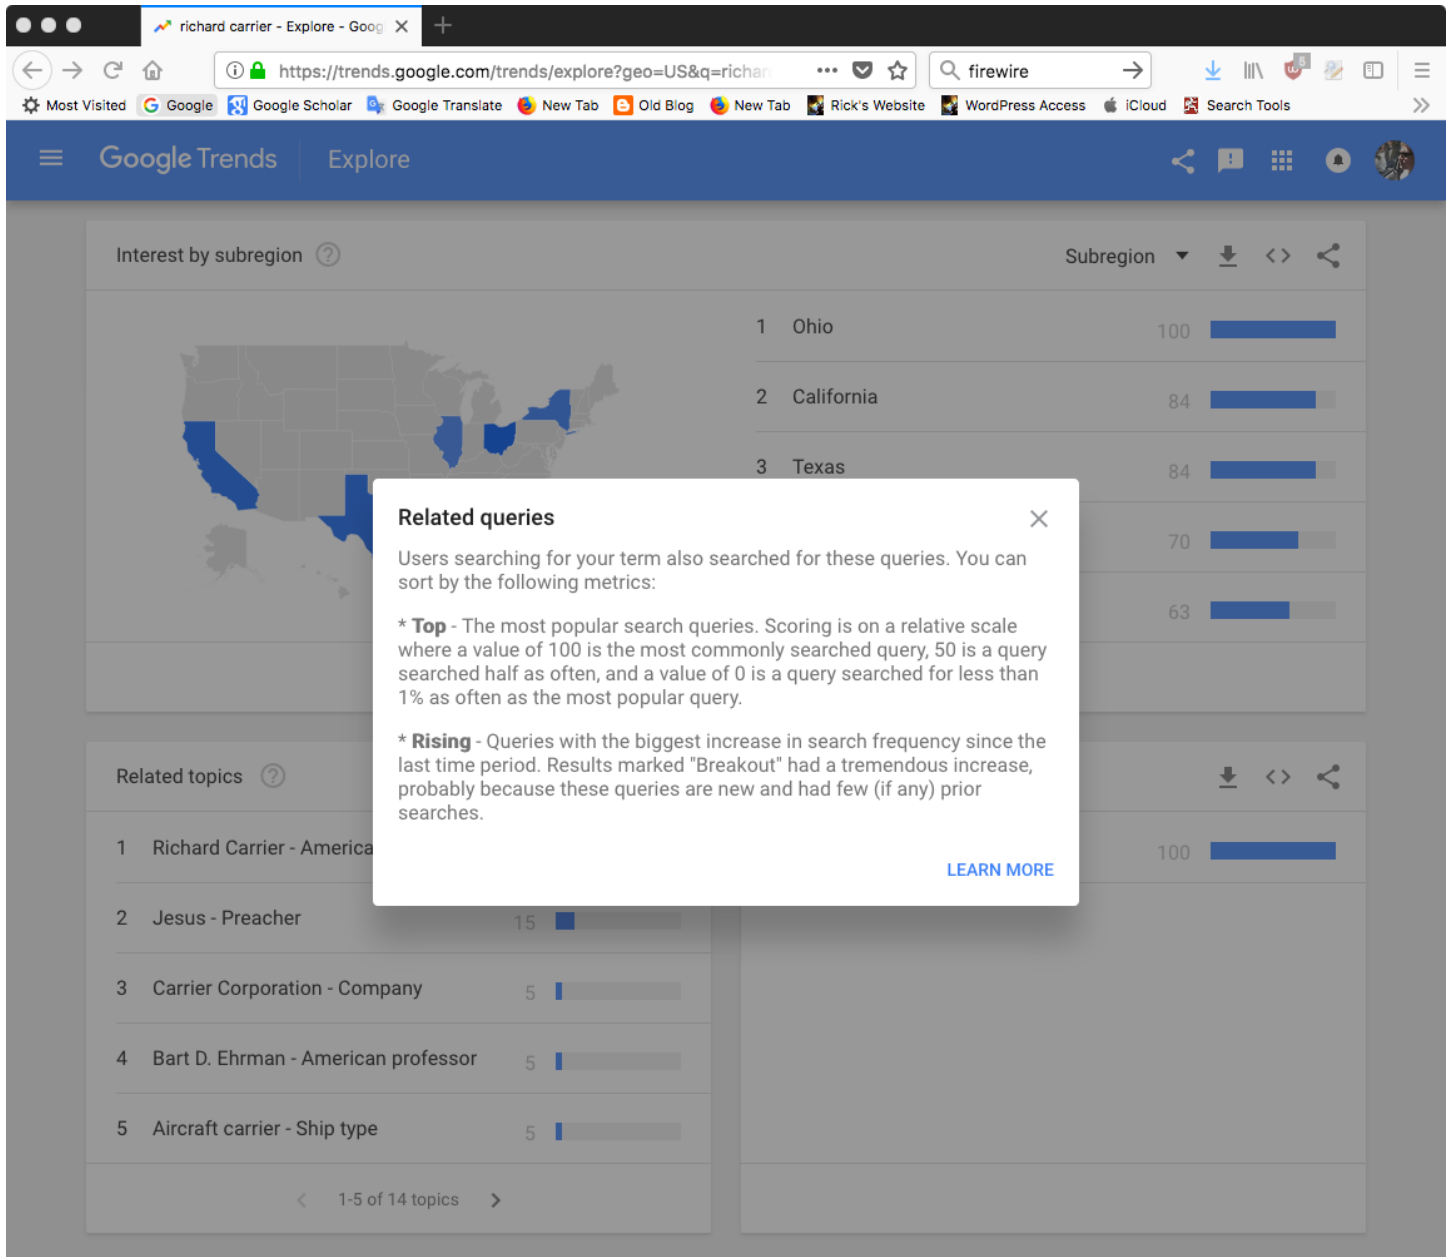 richard carrier - Explore - Goog
https://trends.google.com/trends/explore?geo=US&q=richar
firewire
5
Most Visited Google Google Scholar Google Translate New Tab Old Blog New Tab Rick's Website WordPress Access iCloud Search Tools
Google Trends Explore
Interest by subregion Subregion
1 Ohio 100
2 California 84
3 Texas 84
70
63
Related queries
Users searching for your term also searched for these queries. You can
sort by the following metrics:
* Top - The most popular search queries. Scoring is on a relative scale
where a value of 100 is the most commonly searched query, 50 is a query
searched half as often, and a value of 0 is a query searched for less than
1% as often as the most popular query.
* Rising - Queries with the biggest increase in search frequency since the
last time period. Results marked "Breakout" had a tremendous increase,
probably because these queries are new and had few (if any) prior
searches.
LEARN MORE
Related topics
1 Richard Carrier - America
100
2 Jesus - Preacher 15
3 Carrier Corporation - Company 5
4 Bart D. Ehrman - American professor 5
5 Aircraft carrier - Ship type 5
1-5 of 14 topics